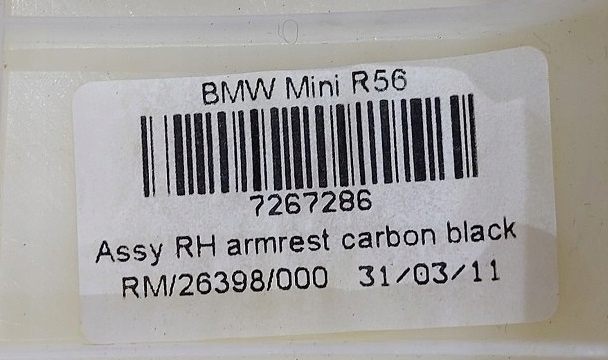 BMW Mini R56
7267286
Assy RH armrest carbon black
RM/26398/000 31/03/11